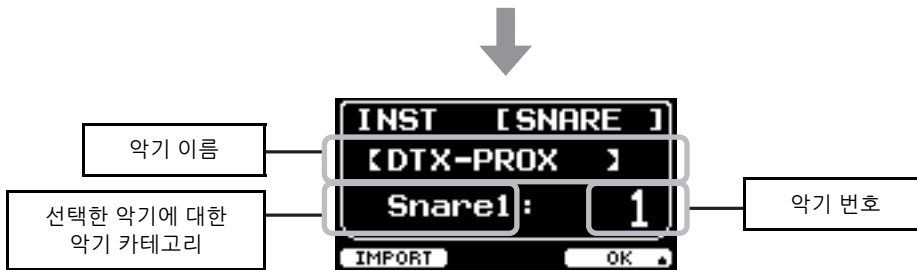 INST [SNARE ]
악기 이름
【DTX-PROX 】
선택한 악기에 대한
악기 카테고리
Snare1: 1
악기 번호
IMPORT OK